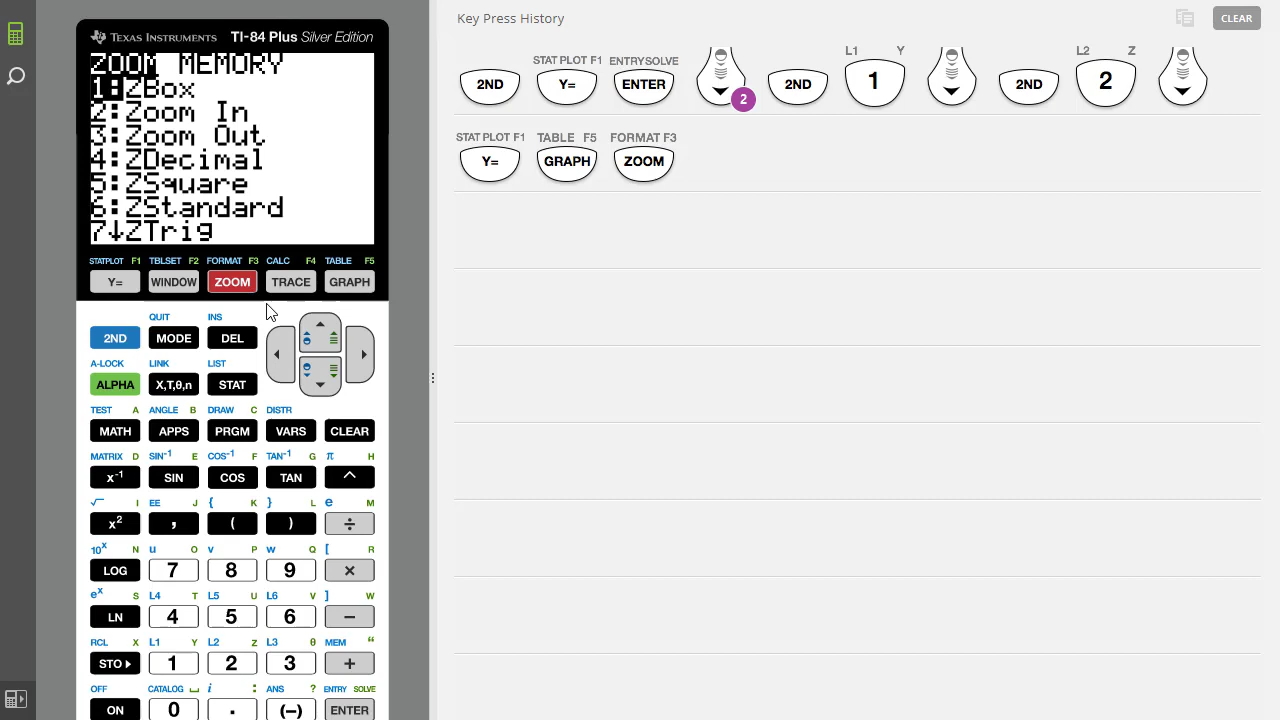 Key Press History
CLEAR
TEXAS INSTRUMENTS TI-84 Plus Silver Edition
ZOOM MEMORY
1:ZBox
2:Zoom In
3:Zoom Out
4:ZDecimal
5:ZSquare
6:ZStandard
7↓ZTrig
STAT PLOT F1 ENTRY SOLVE L1 Y L2 Z
2ND Y= ENTER 2 2ND 1 2ND 2
STAT PLOT F1 TABLE F5 FORMAT F3
Y= GRAPH ZOOM
STATPLOT F1 TBLSET F2 FORMAT F3 CALC F4 TABLE F5
Y= WINDOW ZOOM TRACE GRAPH
QUIT INS
2ND MODE DEL
A-LOCK LINK LIST
ALPHA X,T,θ,n STAT
TEST A ANGLE B DRAW C DISTR
MATH APPS PRGM VARS CLEAR
MATRIX D SIN⁻¹ E COS⁻¹ F TAN⁻¹ G π H
x⁻¹ SIN COS TAN ^
√ I EE J { K } L e M
x² , ( ) ÷
10ˣ N u O v P w Q [ R
LOG 7 8 9 ×
eˣ S L4 T L5 U L6 V ] W
LN 4 5 6 −
RCL X L1 Y L2 Z L3 θ MEM “
STO▶ 1 2 3 +
OFF CATALOG ␣ i : ANS ? ENTRY SOLVE
ON 0 . (−) ENTER